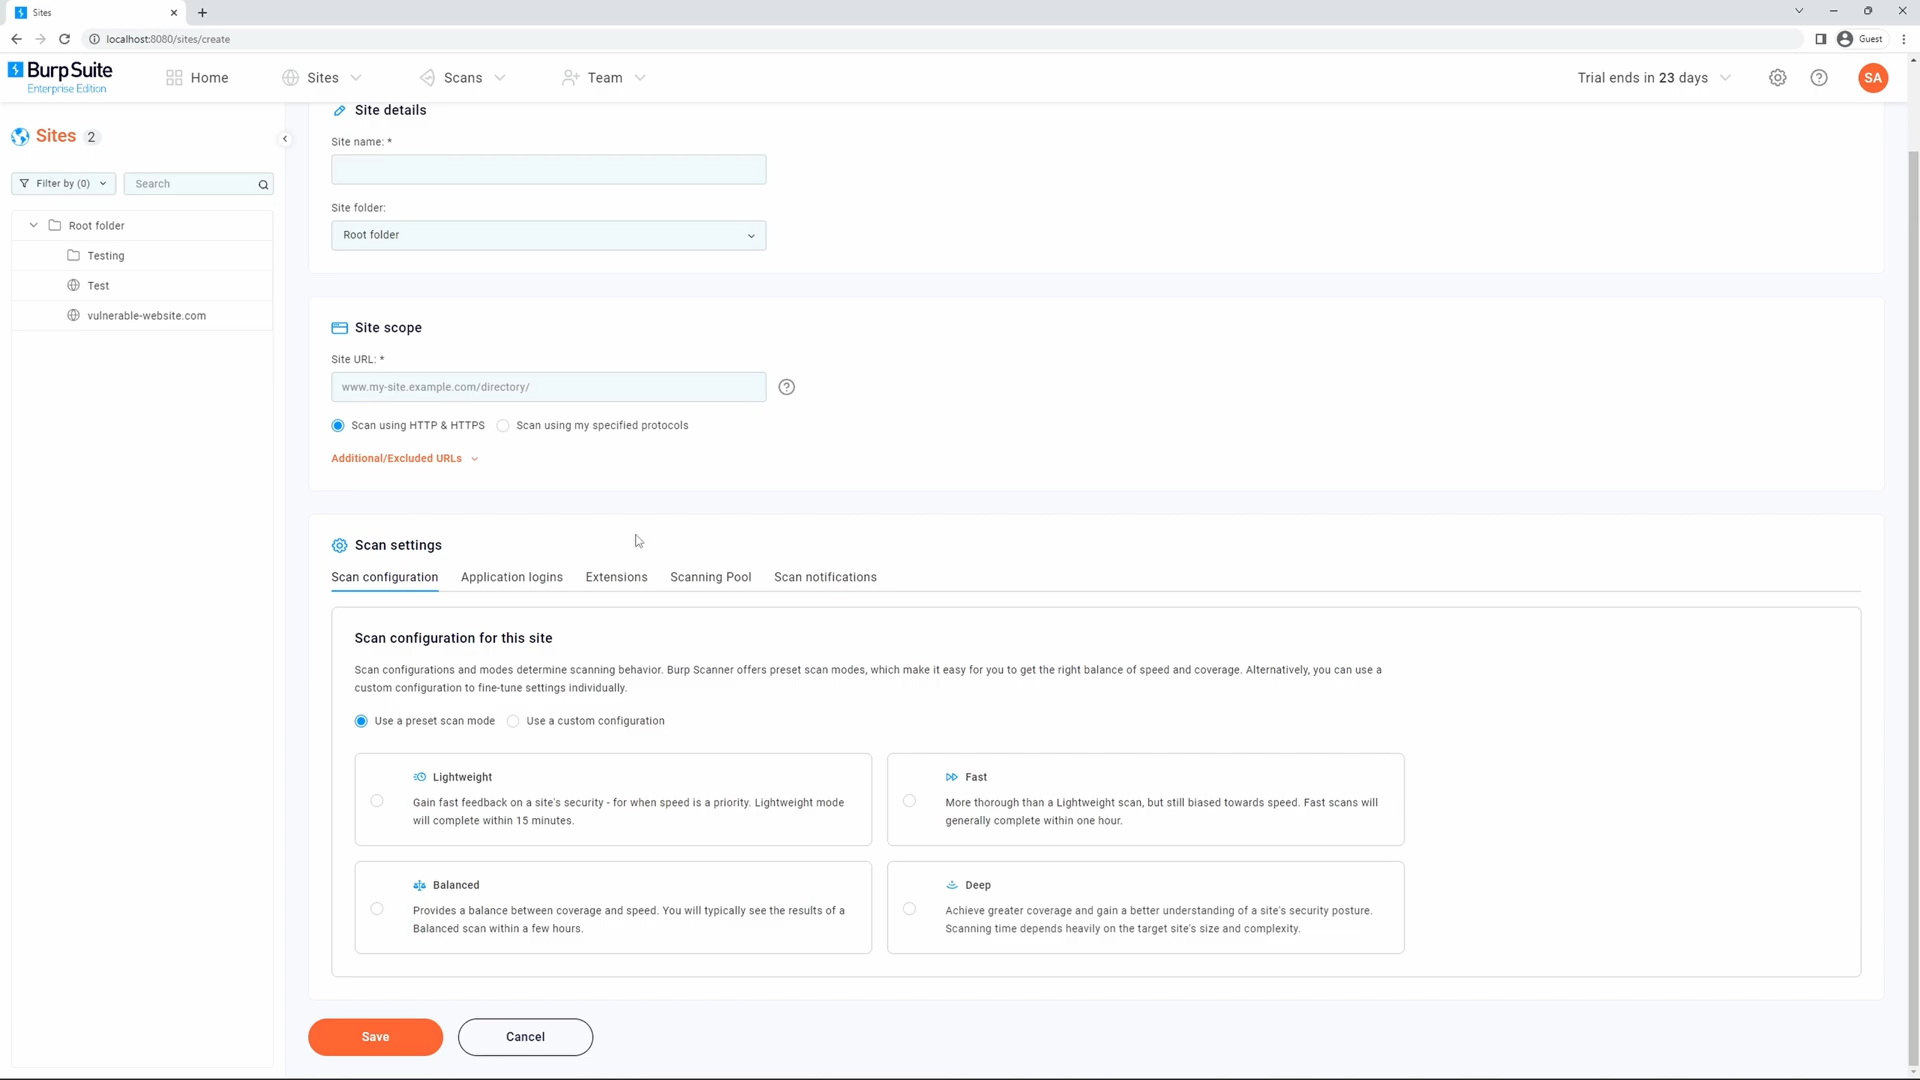 Sites
localhost:8080/sites/create
Guest
Burp Suite
Enterprise Edition
Home
Sites
Scans
Team
Trial ends in 23 days
SA
Sites 2
Filter by (0)
Search
Root folder
Testing
Test
vulnerable-website.com
Site details
Site name: *
Site folder:
Root folder
Site scope
Site URL: *
www.my-site.example.com/directory/
Scan using HTTP & HTTPS
Scan using my specified protocols
Additional/Excluded URLs
Scan settings
Scan configuration
Application logins
Extensions
Scanning Pool
Scan notifications
Scan configuration for this site
Scan configurations and modes determine scanning behavior. Burp Scanner offers preset scan modes, which make it easy for you to get the right balance of speed and coverage. Alternatively, you can use a
custom configuration to fine-tune settings individually.
Use a preset scan mode
Use a custom configuration
Lightweight
Gain fast feedback on a site's security - for when speed is a priority. Lightweight mode
will complete within 15 minutes.
Fast
More thorough than a Lightweight scan, but still biased towards speed. Fast scans will
generally complete within one hour.
Balanced
Provides a balance between coverage and speed. You will typically see the results of a
Balanced scan within a few hours.
Deep
Achieve greater coverage and gain a better understanding of a site's security posture.
Scanning time depends heavily on the target site's size and complexity.
Save
Cancel